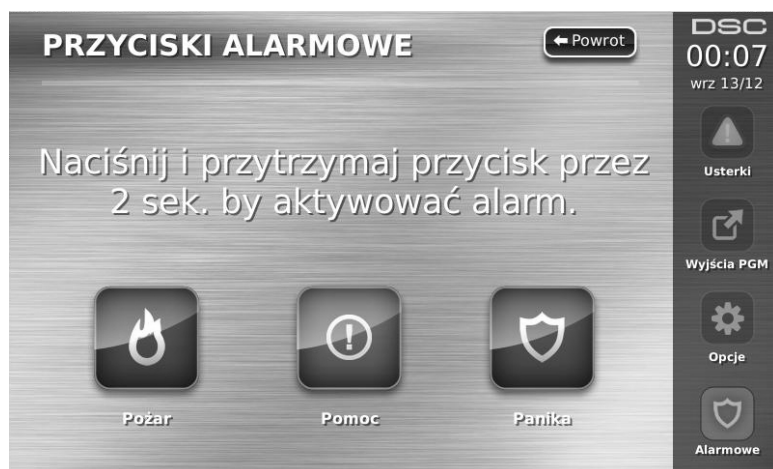 PRZYCISKI ALARMOWE
Powrot
Naciśnij i przytrzymaj przycisk przez
2 sek. by aktywować alarm.
Pożar
Pomoc
Panika
DSC
00:07
wrz 13/12
Usterki
Wyjścia PGM
Opcje
Alarmowe